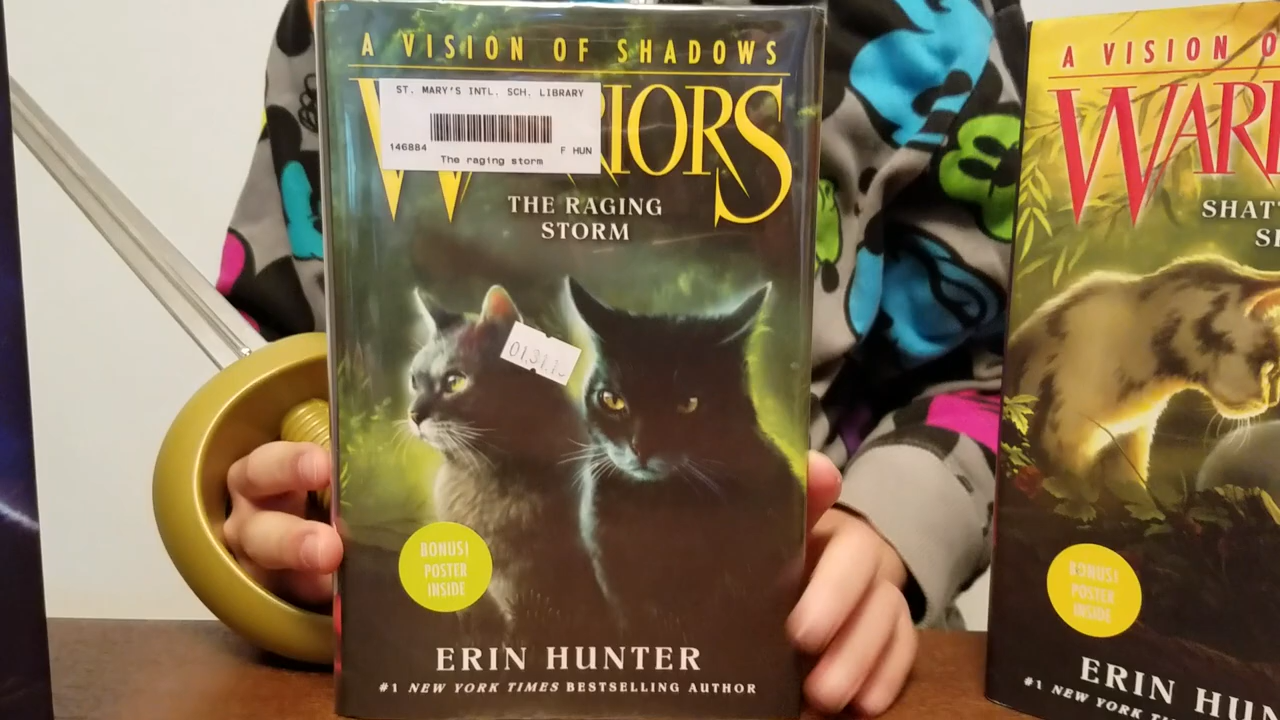 A VISION OF SHADOWS
WARRIORS
ST. MARY'S INTL. SCH. LIBRARY
146884
F HUN
The raging storm
THE RAGING
STORM
BONUS!
POSTER
INSIDE
ERIN HUNTER
#1 NEW YORK TIMES BESTSELLING AUTHOR
A VISION O
WARR
SHAT
BONUS!
POSTER
INSIDE
ERIN HUN
#1 NEW YORK